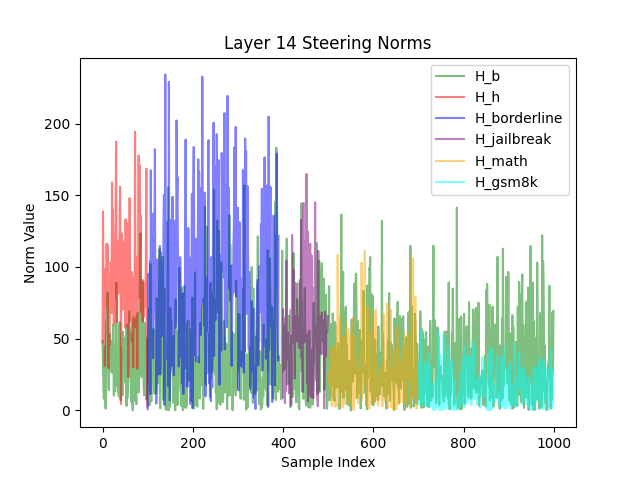 Layer 14 Steering Norms
H_b
H_h
H_borderline
H_jailbreak
H_math
H_gsm8k
Norm Value
200
150
100
50
0
0
200
400
600
800
1000
Sample Index